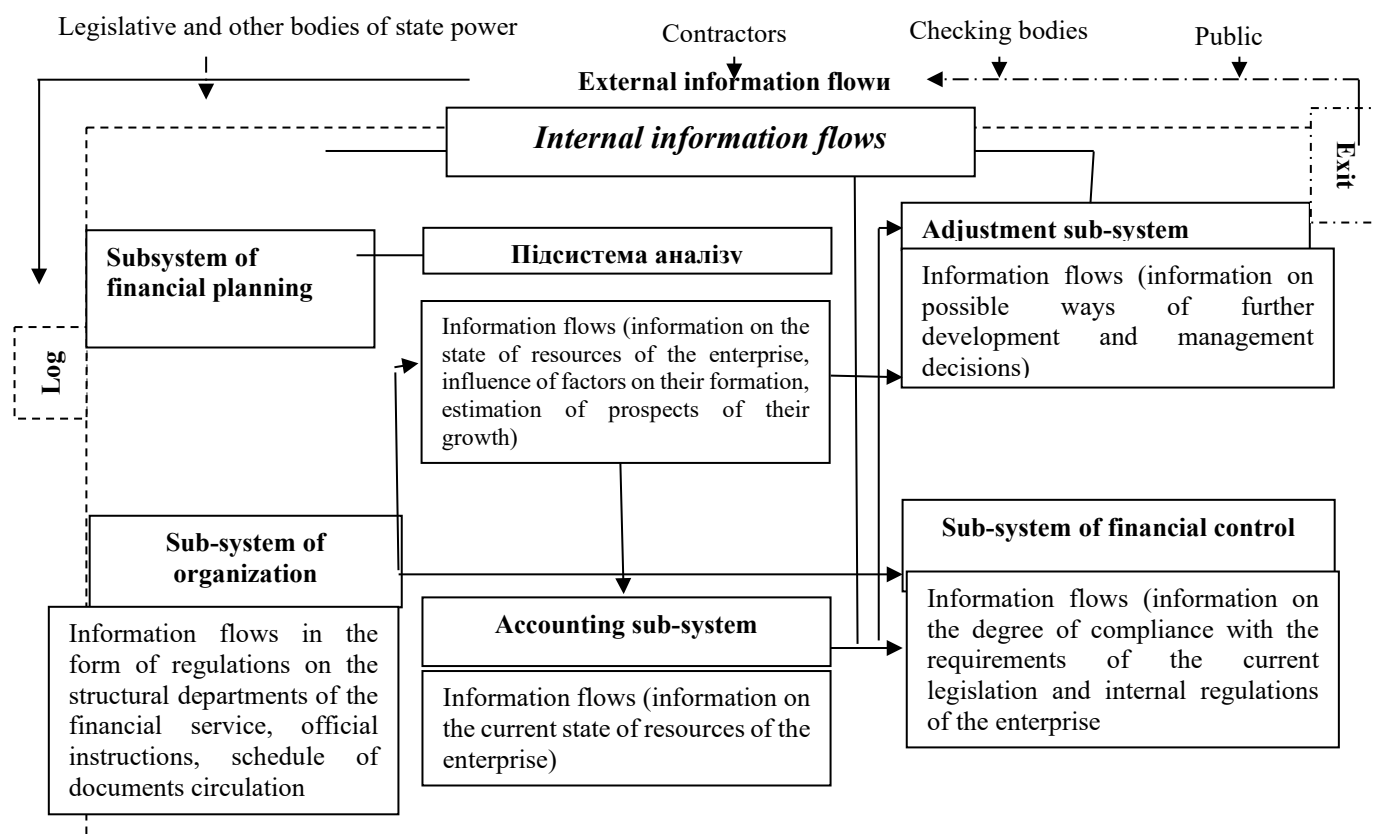 Legislative and other bodies of state power
Contractors
Checking bodies
Public
External information flowи
Internal information flows
Exit
Subsystem of
financial planning
Підсистема аналізу
Adjustment sub-system
Information flows (information on
possible ways of further
development and management
decisions)
Information flows (information on the
state of resources of the enterprise,
influence of factors on their formation,
estimation of prospects of their
growth)
Log
Sub-system of
organization
Sub-system of financial control
Information flows in the
form of regulations on the
structural departments of the
financial service, official
instructions, schedule of
documents circulation
Accounting sub-system
Information flows (information on
the current state of resources of the
enterprise)
Information flows (information on
the degree of compliance with the
requirements of the current
legislation and internal regulations
of the enterprise